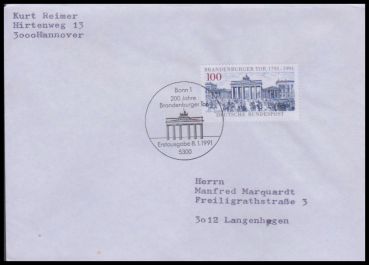 Kurt Reimer
Hirtenweg 13
3000Hannover
BRANDENBURGER TOR 1791-1991
100
DEUTSCHE BUNDESPOST
Bonn 1
200 Jahre
Brandenburger Tor
Erstausgabe 8.1.1991
5300
Herrn
Manfred Marquardt
Freiligrathstraße 3
3012 Langenhagen